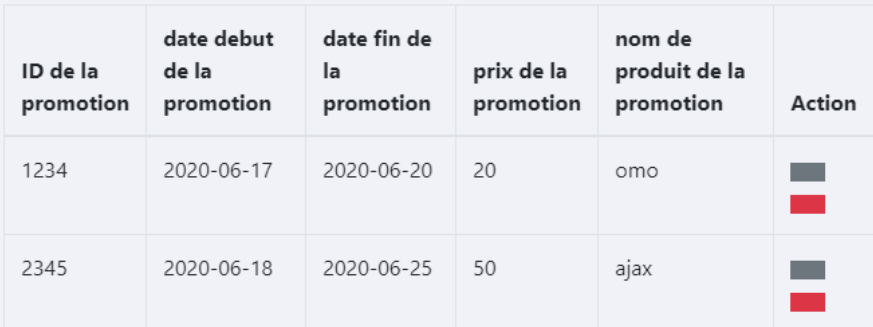 ID de la promotion
date debut de la promotion
date fin de la promotion
prix de la promotion
nom de produit de la promotion
Action
1234 2020-06-17 2020-06-20 20 omo
2345 2020-06-18 2020-06-25 50 ajax